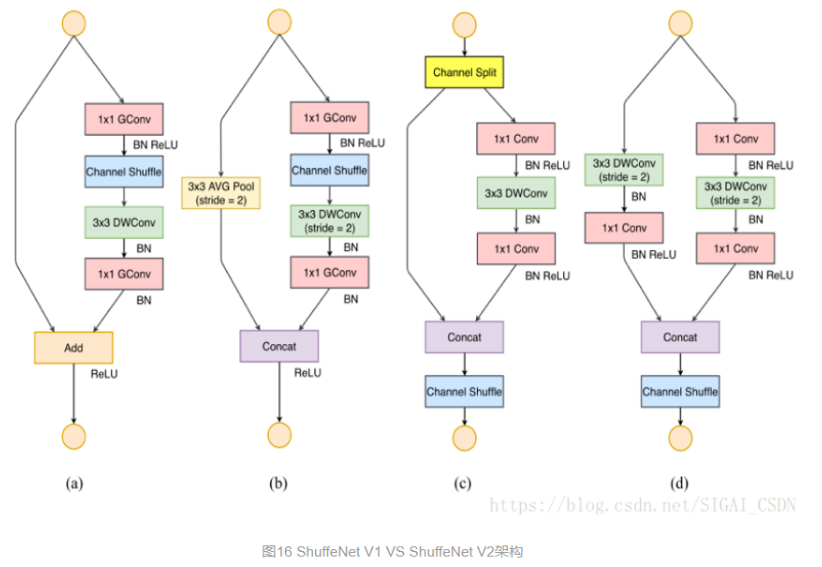 1x1 GConv
BN ReLU
Channel Shuffle
3x3 DWConv
BN
1x1 GConv
BN
Add
ReLU
(a)
3x3 AVG Pool
(stride = 2)
1x1 GConv
BN ReLU
Channel Shuffle
3x3 DWConv
(stride = 2)
BN
1x1 GConv
BN
Concat
ReLU
(b)
Channel Split
1x1 Conv
BN ReLU
3x3 DWConv
BN
1x1 Conv
BN ReLU
Concat
Channel Shuffle
(c)
3x3 DWConv
(stride = 2)
BN
1x1 Conv
BN ReLU
1x1 Conv
BN ReLU
3x3 DWConv
(stride = 2)
BN
1x1 Conv
BN ReLU
Concat
Channel Shuffle
(d)
https://blog.csdn.net/SIGAI_CSDN
图16 ShuffeNet V1 VS ShuffeNet V2架构